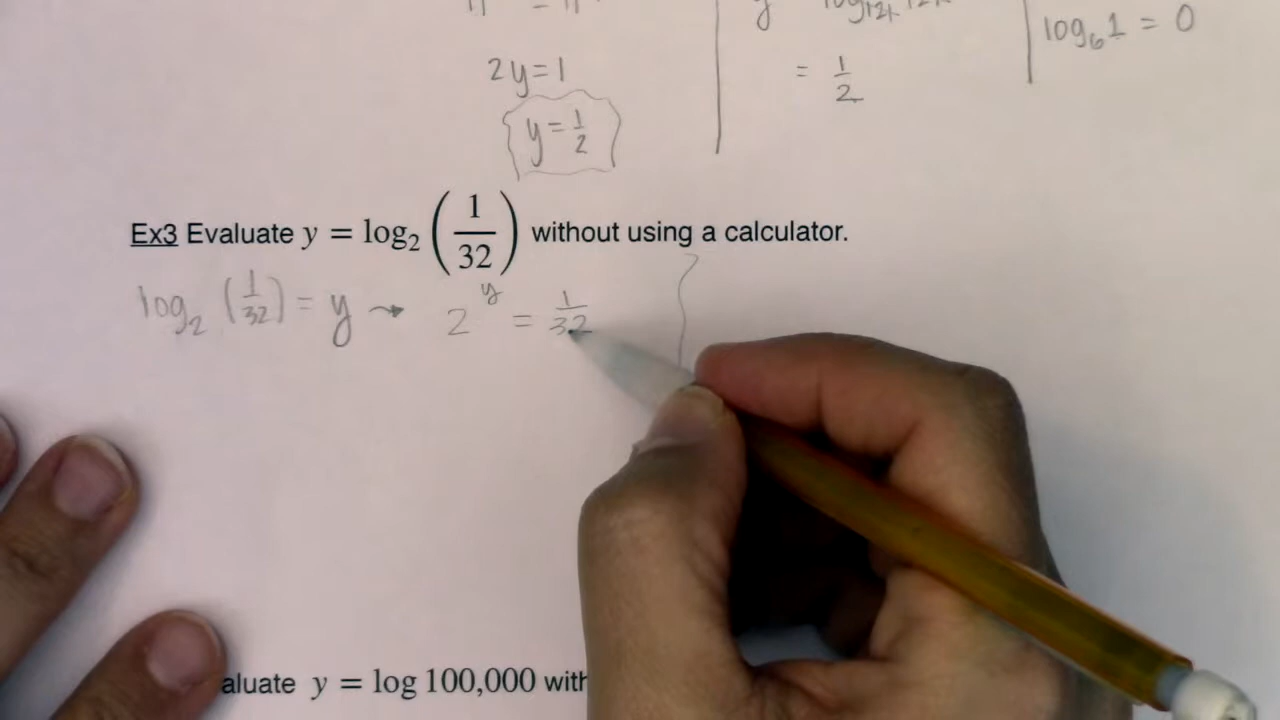 2y=1
y=1/2
= 1/2
log₆1 = 0
Ex3 Evaluate y = log₂(1/32) without using a calculator.
log₂(1/32) = y → 2^y = 1/32
aluate y = log 100,000 with